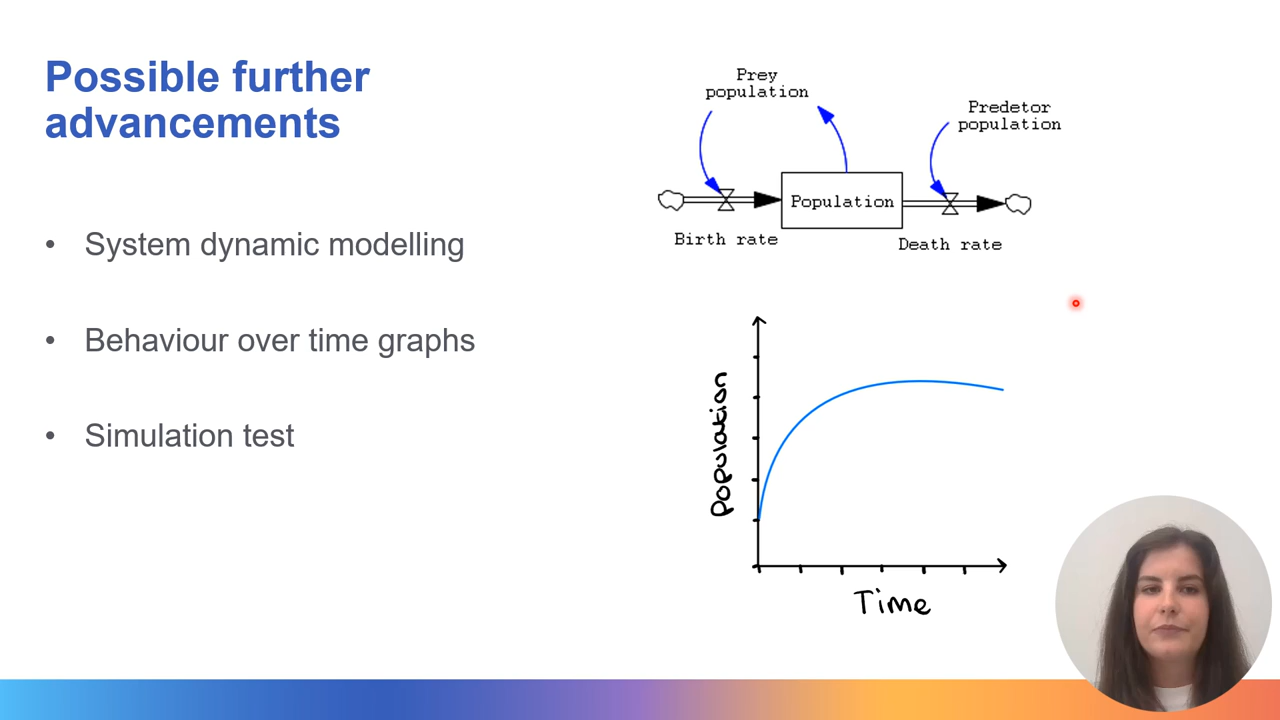 Possible further
advancements
• System dynamic modelling
• Behaviour over time graphs
• Simulation test
Prey
population
Predetor
population
Population
Birth rate
Death rate
population
Time